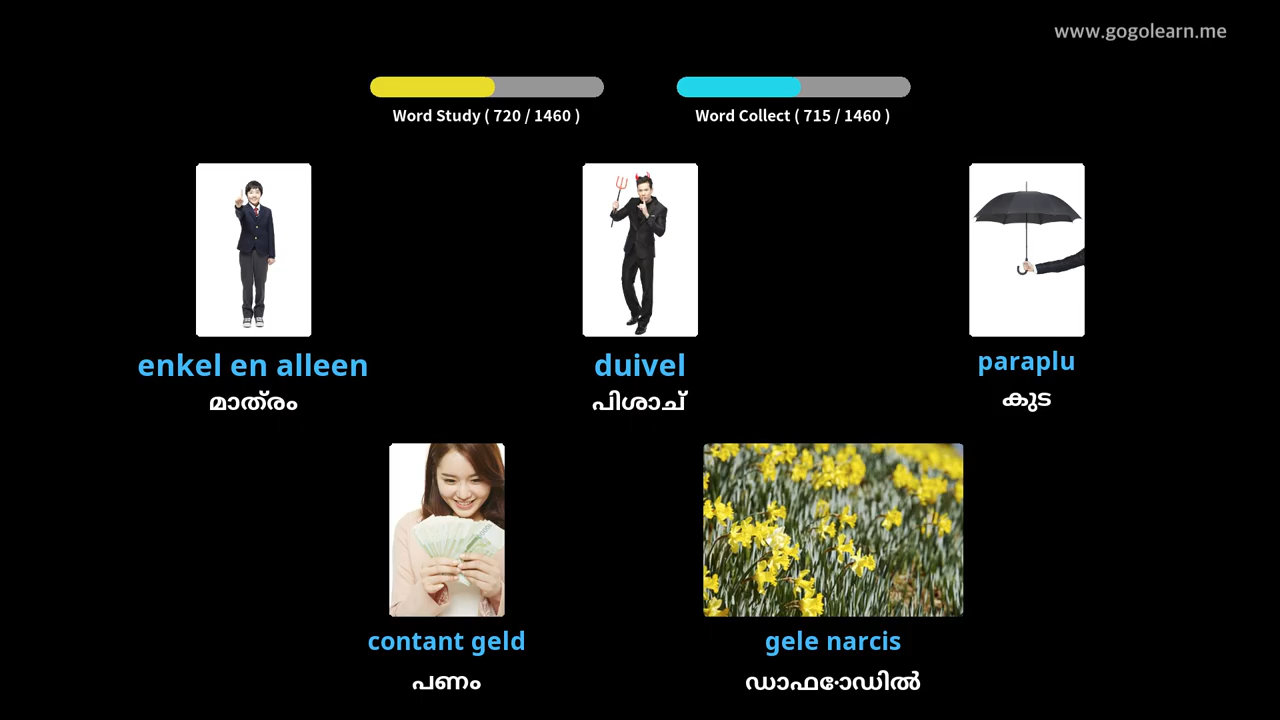 www.gogolearn.me
Word Study ( 720 / 1460 )
Word Collect ( 715 / 1460 )
enkel en alleen
മാത്രം
duivel
പിശാച്
paraplu
കുട
contant geld
പണം
gele narcis
ഡാഫോഡിൽ